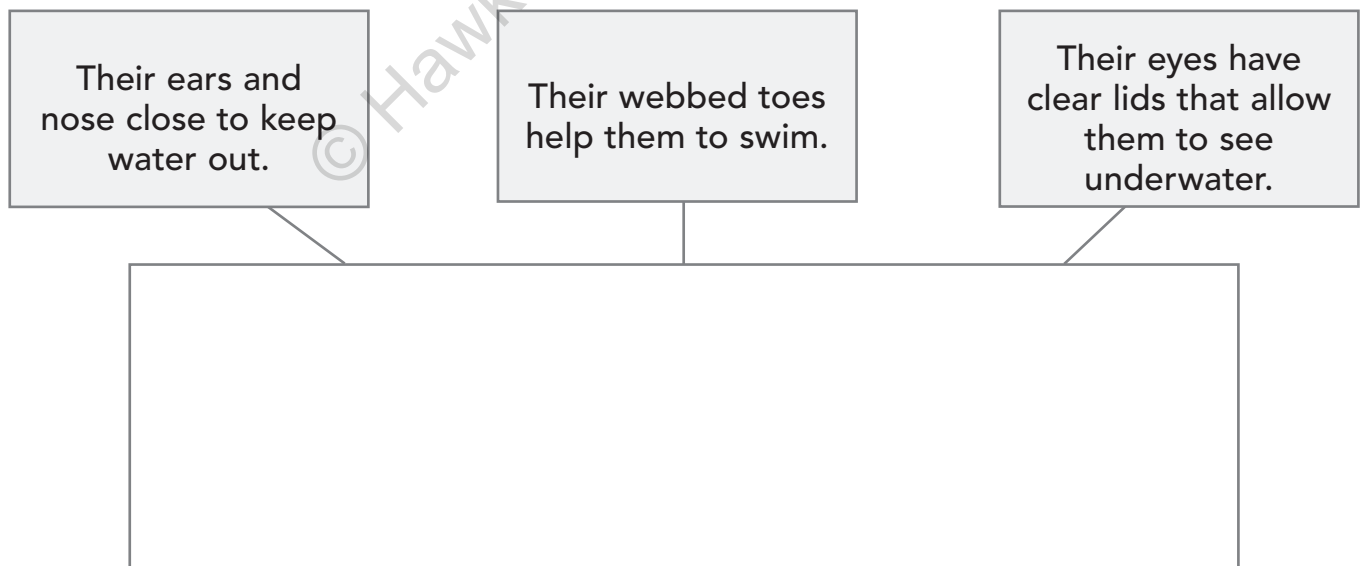 Their ears and
nose close to keep
water out.
Their webbed toes
help them to swim.
Their eyes have
clear lids that allow
them to see
underwater.
© Hawk